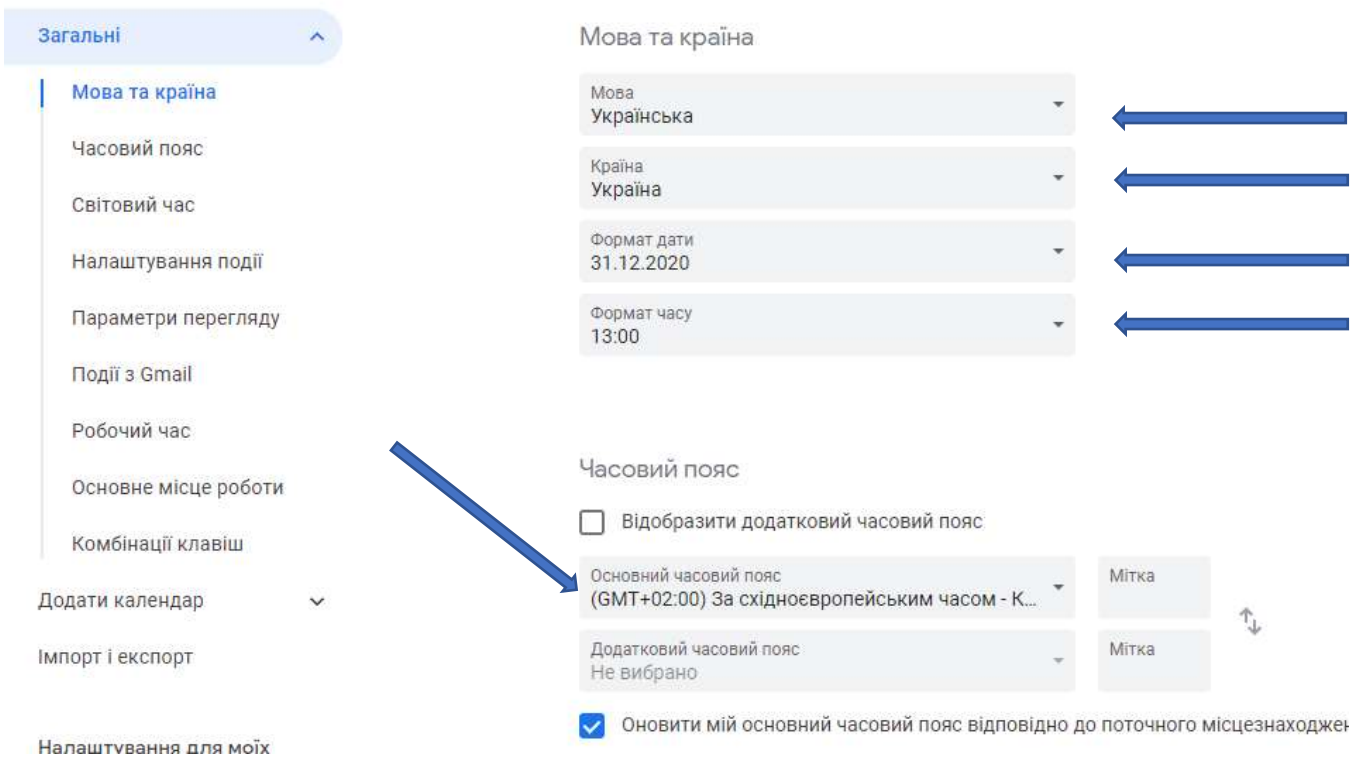 Загальні
Мова та країна
Часовий пояс
Світовий час
Налаштування події
Параметри перегляду
Події з Gmail
Робочий час
Основне місце роботи
Комбінації клавіш
Додати календар
Імпорт і експорт
Налаштування для моїх
Мова та країна
Мова
Українська
Країна
Україна
Формат дати
31.12.2020
Формат часу
13:00
Часовий пояс
Відобразити додатковий часовий пояс
Основний часовий пояс
(GMT+02:00) За східноєвропейським часом - К...
Мітка
Додатковий часовий пояс
Не вибрано
Мітка
Оновити мій основний часовий пояс відповідно до поточного місцезнаходжен